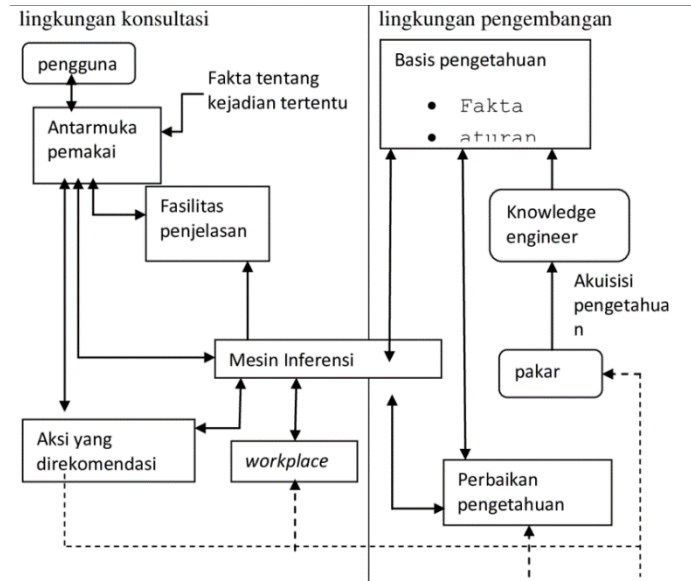 lingkungan konsultasi
lingkungan pengembangan
pengguna
Fakta tentang
kejadian tertentu
Antarmuka
pemakai
Fasilitas
penjelasan
Basis pengetahuan
• Fakta
• aturan
Knowledge
engineer
Akuisisi
pengetahua
n
pakar
Mesin Inferensi
Aksi yang
direkomendasi
workplace
Perbaikan
pengetahuan